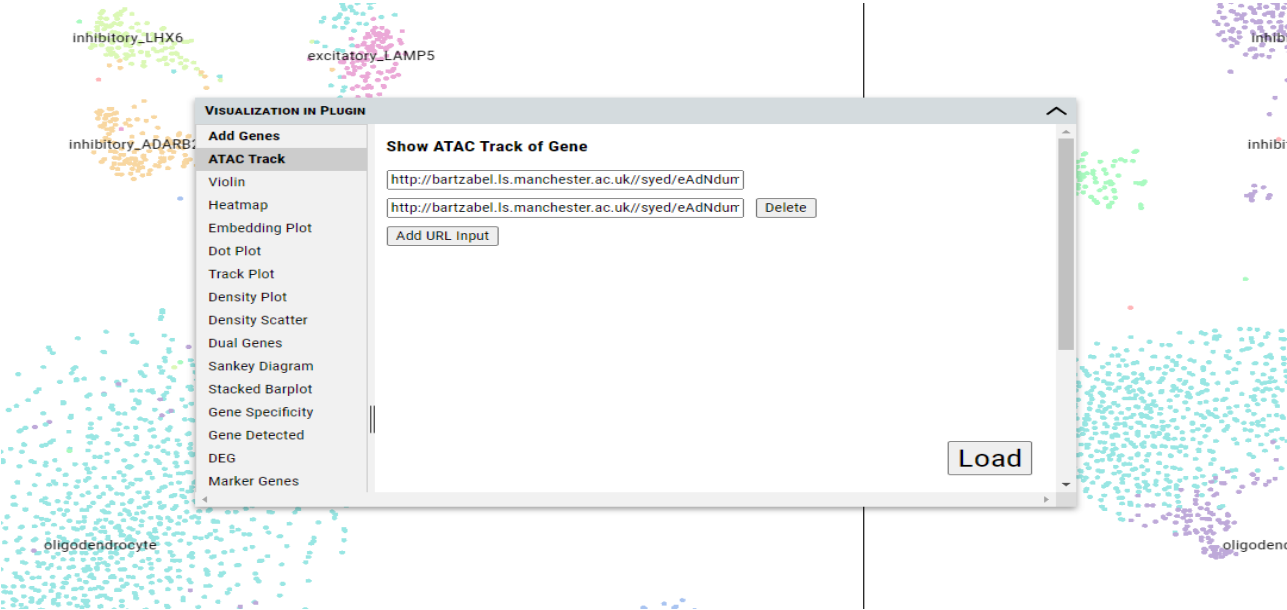 inhibitory_LHX6
excitatory_LAMP5
inhib
VISUALIZATION IN PLUGIN
Add Genes
ATAC Track
Violin
Heatmap
Embedding Plot
Dot Plot
Track Plot
Density Plot
Density Scatter
Dual Genes
Sankey Diagram
Stacked Barplot
Gene Specificity
Gene Detected
DEG
Marker Genes
Show ATAC Track of Gene
http://bartzabel.ls.manchester.ac.uk//syed/eAdNdum
http://bartzabel.ls.manchester.ac.uk//syed/eAdNdum
Delete
Add URL Input
Load
inhibitory_ADARB2
inhibi
oligodendrocyte
oligodend